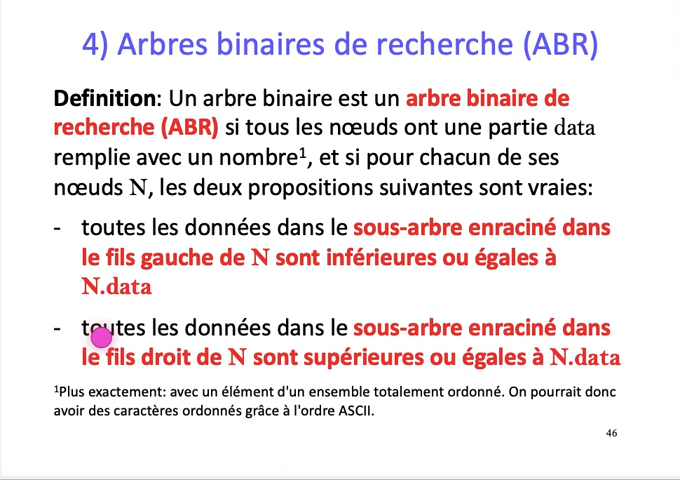 4) Arbres binaires de recherche (ABR)
Definition: Un arbre binaire est un arbre binaire de
recherche (ABR) si tous les nœuds ont une partie data
remplie avec un nombre¹, et si pour chacun de ses
nœuds N, les deux propositions suivantes sont vraies:
- toutes les données dans le sous-arbre enraciné dans
le fils gauche de N sont inférieures ou égales à
N.data
- toutes les données dans le sous-arbre enraciné dans
le fils droit de N sont supérieures ou égales à N.data
¹Plus exactement: avec un élément d'un ensemble totalement ordonné. On pourrait donc
avoir des caractères ordonnés grâce à l'ordre ASCII.
46